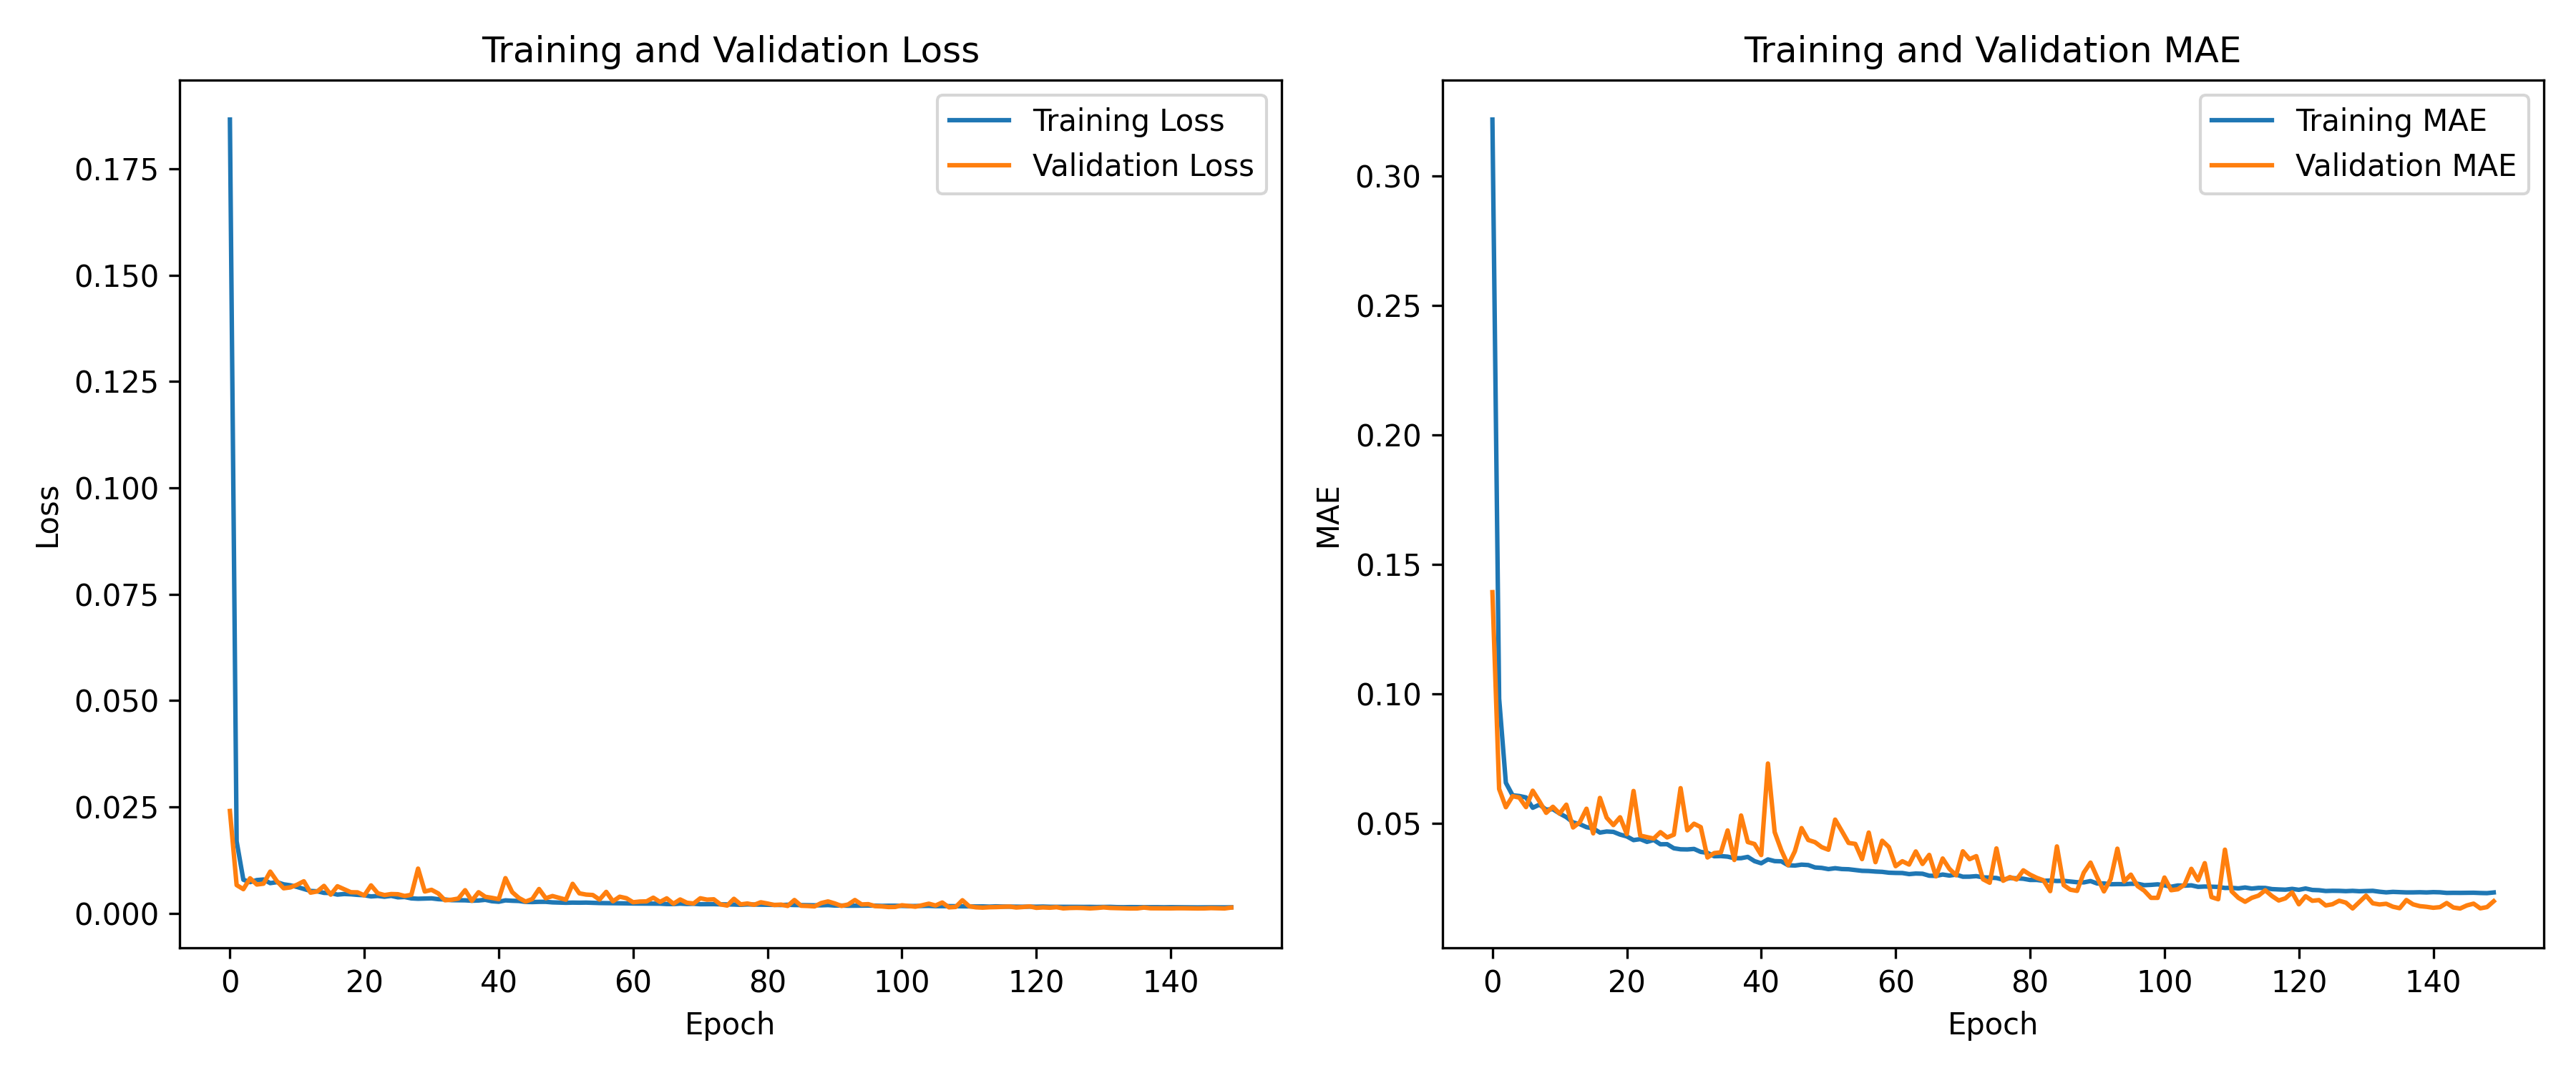 Training and Validation Loss
Training Loss
Validation Loss
0.175
0.150
0.125
0.100
0.075
0.050
0.025
0.000
Loss
0 20 40 60 80 100 120 140
Epoch
Training and Validation MAE
Training MAE
Validation MAE
0.30
0.25
0.20
0.15
0.10
0.05
MAE
0 20 40 60 80 100 120 140
Epoch